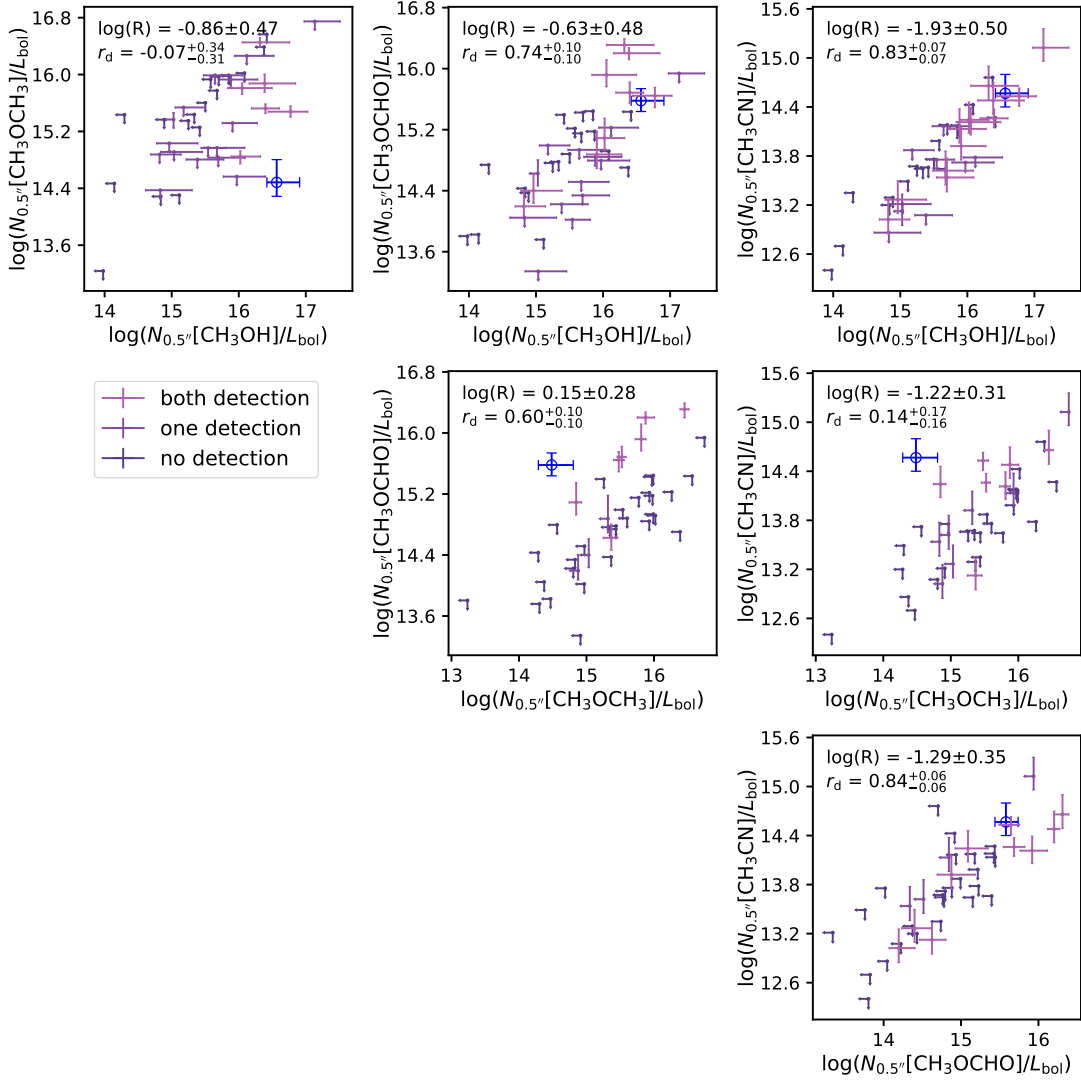 log(R) = -0.86±0.47
r_d = -0.07^{+0.34}_{-0.31}
16.8
16.0
15.2
14.4
13.6
log(N_{0.5″}[CH₃OCH₃]/L_bol)
14 15 16 17
log(N_{0.5″}[CH₃OH]/L_bol)
log(R) = -0.63±0.48
r_d = 0.74^{+0.10}_{-0.10}
16.8
16.0
15.2
14.4
13.6
log(N_{0.5″}[CH₃OCHO]/L_bol)
14 15 16 17
log(N_{0.5″}[CH₃OH]/L_bol)
log(R) = -1.93±0.50
r_d = 0.83^{+0.07}_{-0.07}
15.6
15.0
14.4
13.8
13.2
12.6
log(N_{0.5″}[CH₃CN]/L_bol)
14 15 16 17
log(N_{0.5″}[CH₃OH]/L_bol)
both detection
one detection
no detection
log(R) = 0.15±0.28
r_d = 0.60^{+0.10}_{-0.10}
16.8
16.0
15.2
14.4
13.6
log(N_{0.5″}[CH₃OCHO]/L_bol)
13 14 15 16
log(N_{0.5″}[CH₃OCH₃]/L_bol)
log(R) = -1.22±0.31
r_d = 0.14^{+0.17}_{-0.16}
15.6
15.0
14.4
13.8
13.2
12.6
log(N_{0.5″}[CH₃CN]/L_bol)
13 14 15 16
log(N_{0.5″}[CH₃OCH₃]/L_bol)
log(R) = -1.29±0.35
r_d = 0.84^{+0.06}_{-0.06}
15.6
15.0
14.4
13.8
13.2
12.6
log(N_{0.5″}[CH₃CN]/L_bol)
14 15 16
log(N_{0.5″}[CH₃OCHO]/L_bol)